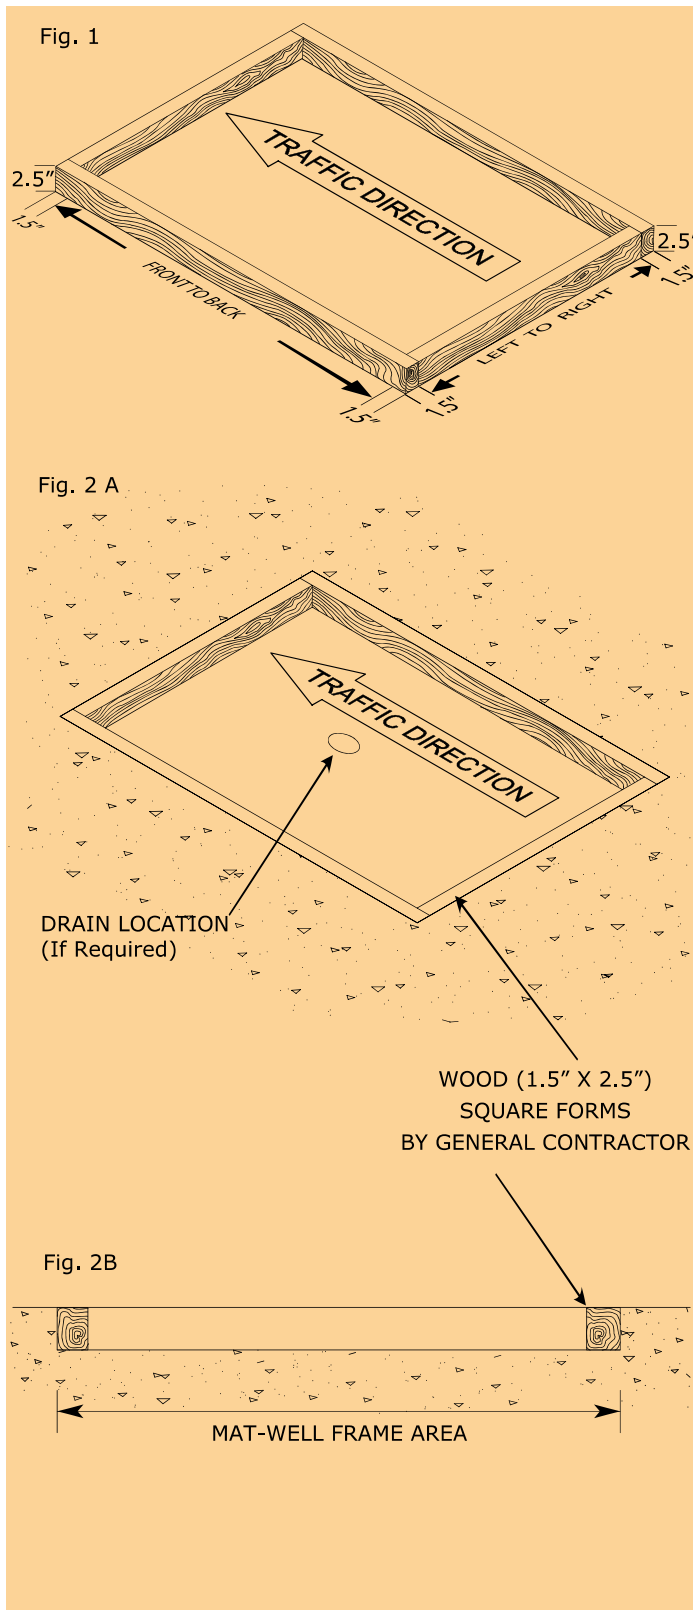 Fig. 1
TRAFFIC DIRECTION
2.5”
1.5”
2.5”
1.5”
FRONT TO BACK
LEFT TO RIGHT
1.5”
1.5”
Fig. 2 A
TRAFFIC DIRECTION
DRAIN LOCATION
(If Required)
WOOD (1.5” X 2.5”)
SQUARE FORMS
BY GENERAL CONTRACTOR
Fig. 2B
MAT-WELL FRAME AREA